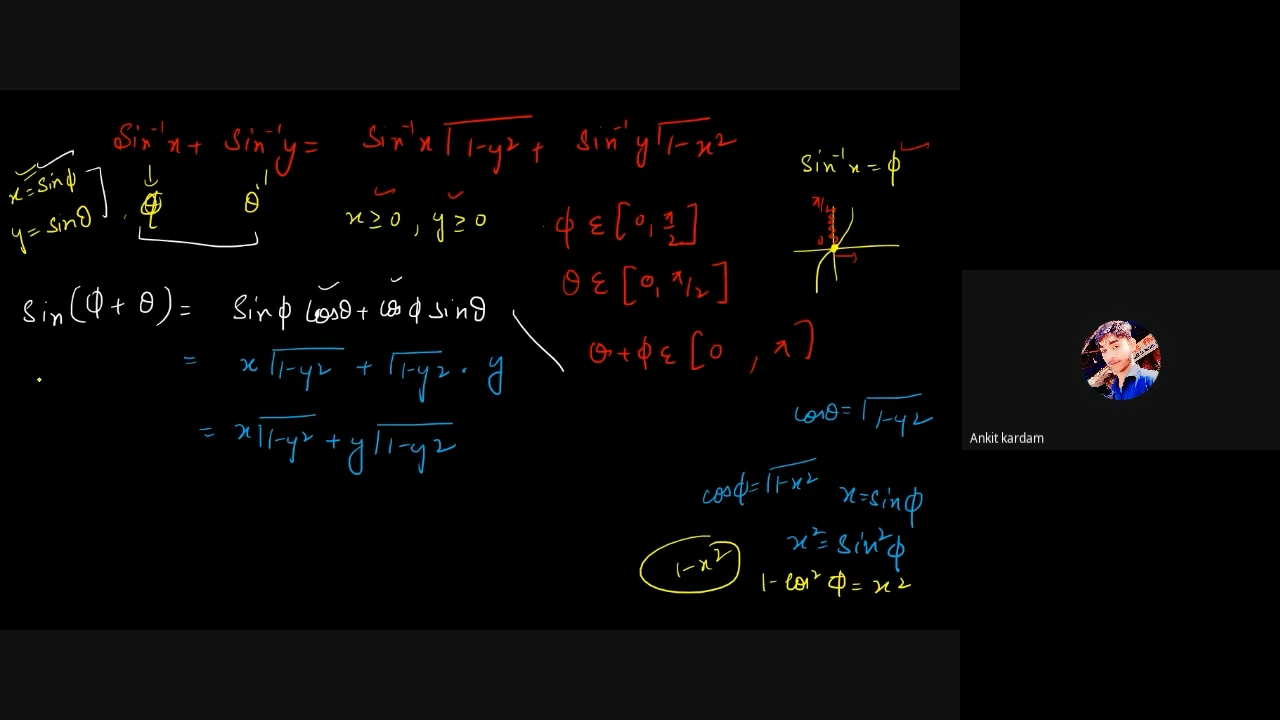 Sin⁻¹x + Sin⁻¹y = Sin⁻¹x√1-y² + Sin⁻¹y√1-x²
x = sinϕ
y = sinθ
ϕ θ
x ≥ 0 , y ≥ 0
ϕ ε [0, π/2]
θ ε [0, π/2]
θ + ϕ ε [0 , π]
Sin⁻¹x = ϕ
π/2
0
Sin(ϕ + θ) = Sinϕ cosθ + cosϕ sinθ
= x√1-y² + √1-y² · y
= x√1-y² + y√1-y²
cosθ = √1-y²
cosϕ = √1-x² x = sinϕ
x² = Sin²ϕ
1-x² 1 - cos²ϕ = x²
Ankit kardam